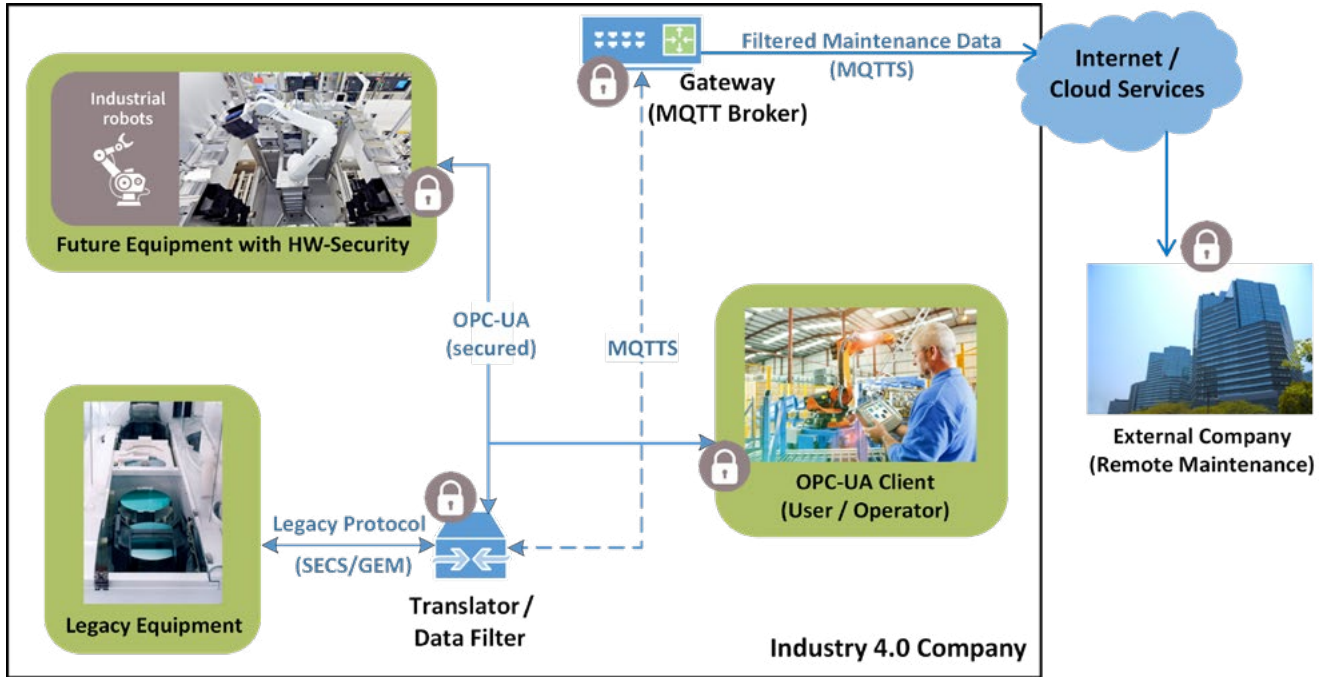 Industrial
robots
Future Equipment with HW-Security
Filtered Maintenance Data
(MQTTS)
Gateway
(MQTT Broker)
Internet /
Cloud Services
OPC-UA
(secured)
MQTTS
OPC-UA Client
(User / Operator)
External Company
(Remote Maintenance)
Legacy Protocol
(SECS/GEM)
Legacy Equipment
Translator /
Data Filter
Industry 4.0 Company